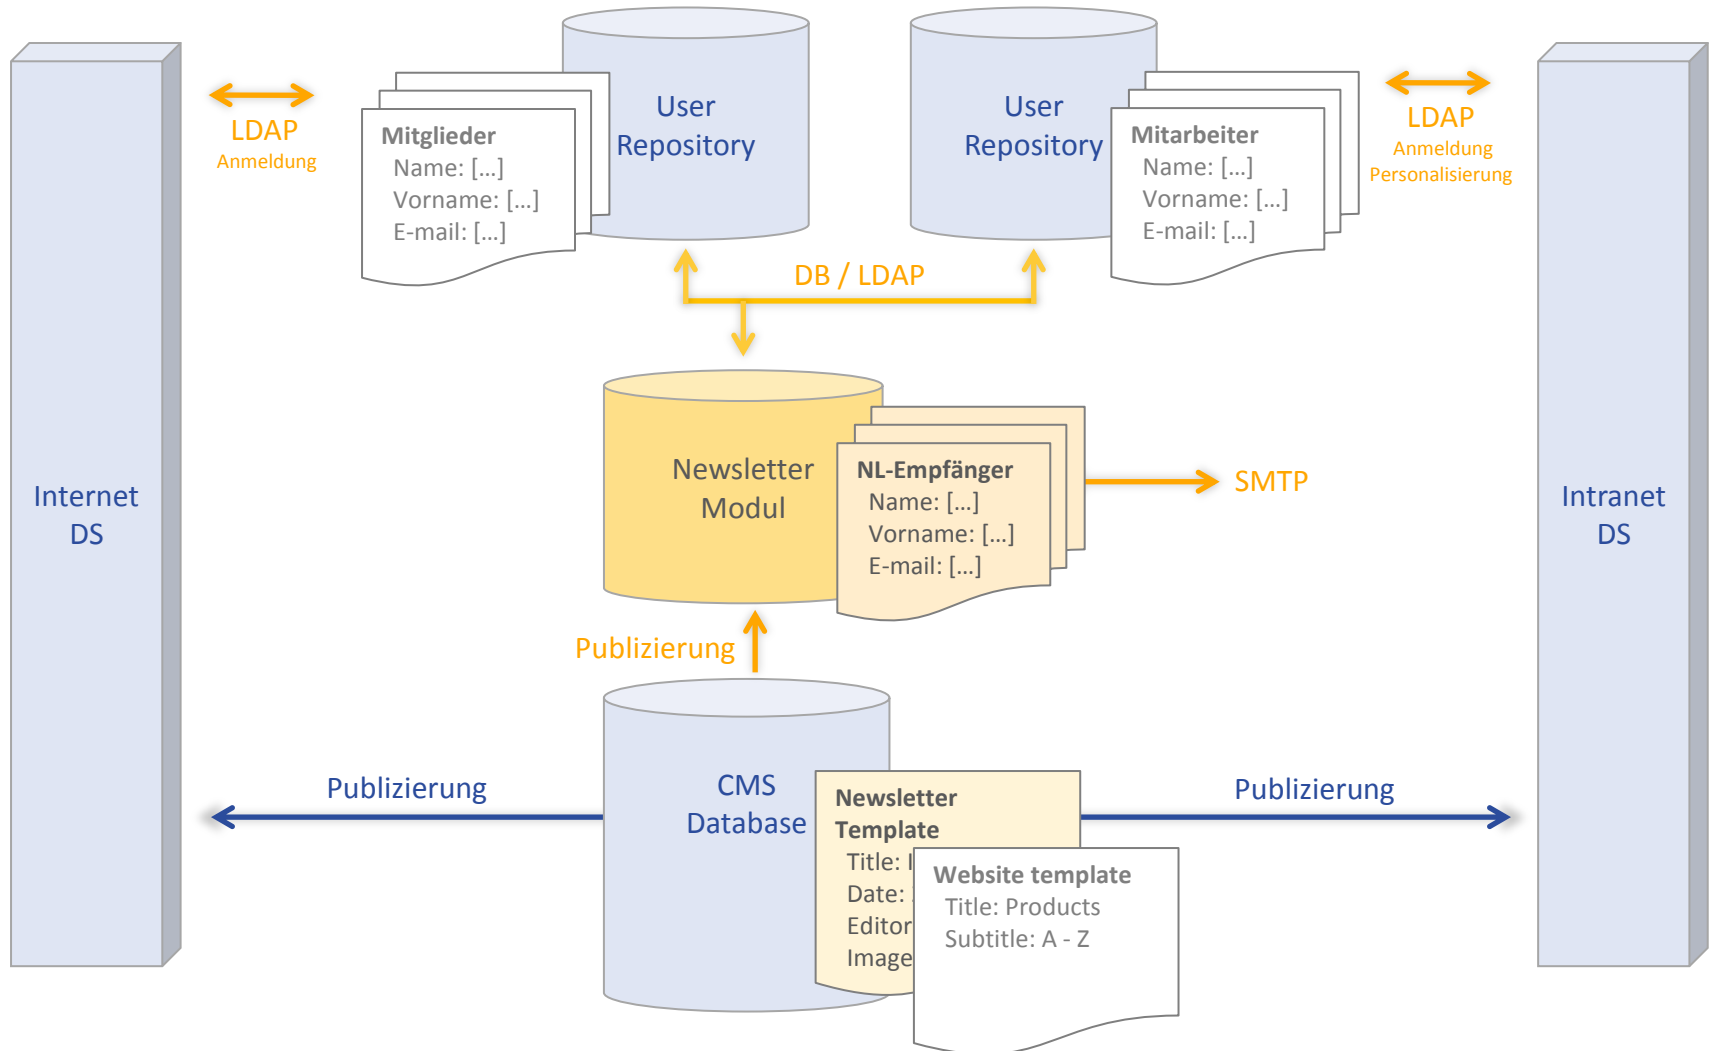 User
Repository
User
Repository
LDAP
Anmeldung
Mitglieder
Name: [...]
Vorname: [...]
E-mail: [...]
Mitarbeiter
Name: [...]
Vorname: [...]
E-mail: [...]
LDAP
Anmeldung
Personalisierung
DB / LDAP
Internet
DS
Newsletter
Modul
NL-Empfänger
Name: [...]
Vorname: [...]
E-mail: [...]
SMTP
Intranet
DS
Publizierung
Publizierung
CMS
Database
Newsletter
Template
Title:
Date:
Editor
Image
Website template
Title: Products
Subtitle: A - Z
Publizierung